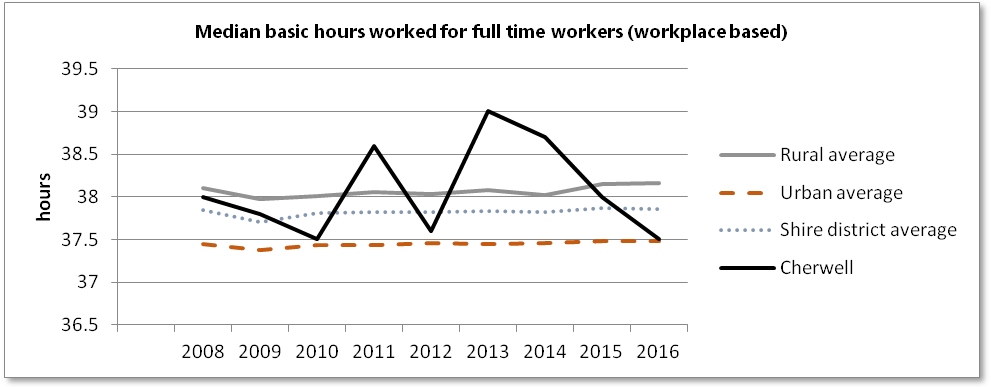 Median basic hours worked for full time workers (workplace based)
39.5
39
38.5
38
37.5
37
36.5
hours
2008 2009 2010 2011 2012 2013 2014 2015 2016
Rural average
Urban average
Shire district average
Cherwell